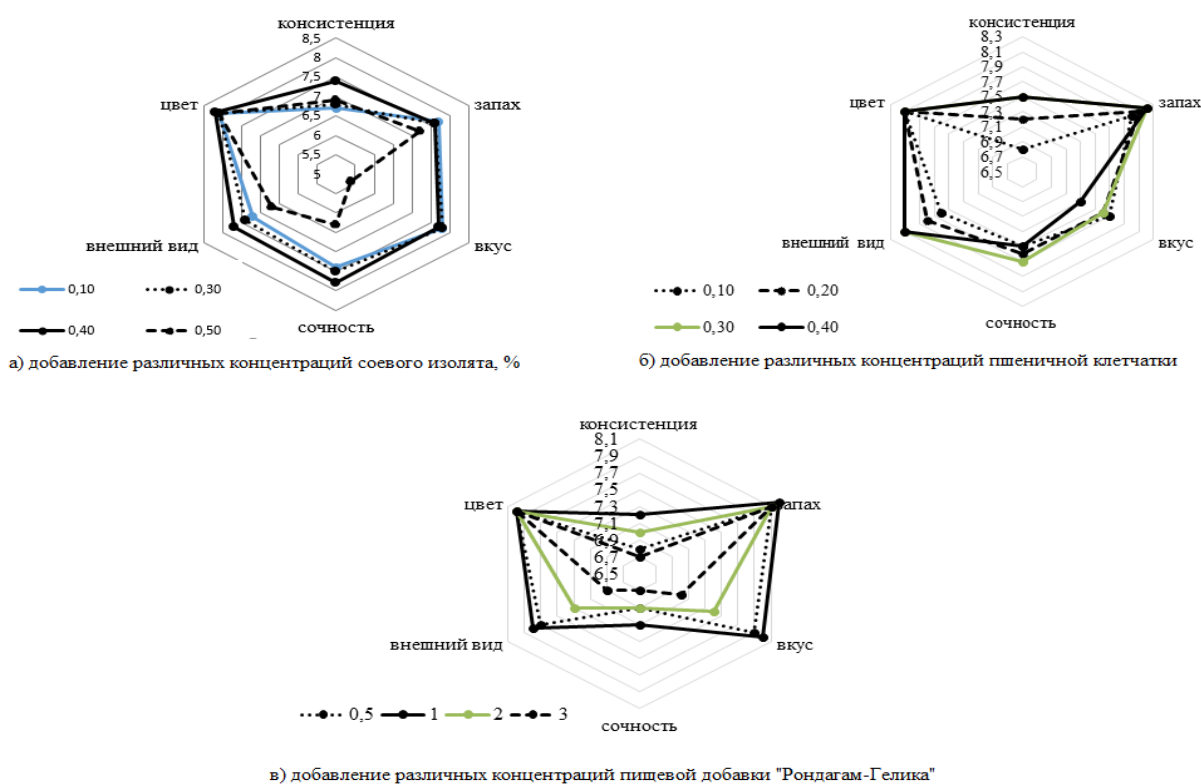 консистенция
8,5
8
7,5
7
6,5
6
5,5
5
запах
вкус
сочность
внешний вид
цвет
0,10
0,30
0,40
0,50
а) добавление различных концентраций соевого изолята, %
консистенция
8,3
8,1
7,9
7,7
7,5
7,3
7,1
6,9
6,7
6,5
запах
вкус
сочность
внешний вид
цвет
0,10
0,20
0,30
0,40
б) добавление различных концентраций пшеничной клетчатки
консистенция
8,1
7,9
7,7
7,5
7,3
7,1
6,9
6,7
6,5
запах
вкус
сочность
внешний вид
цвет
0,5
1
2
3
в) добавление различных концентраций пищевой добавки "Рондагам-Гелика"